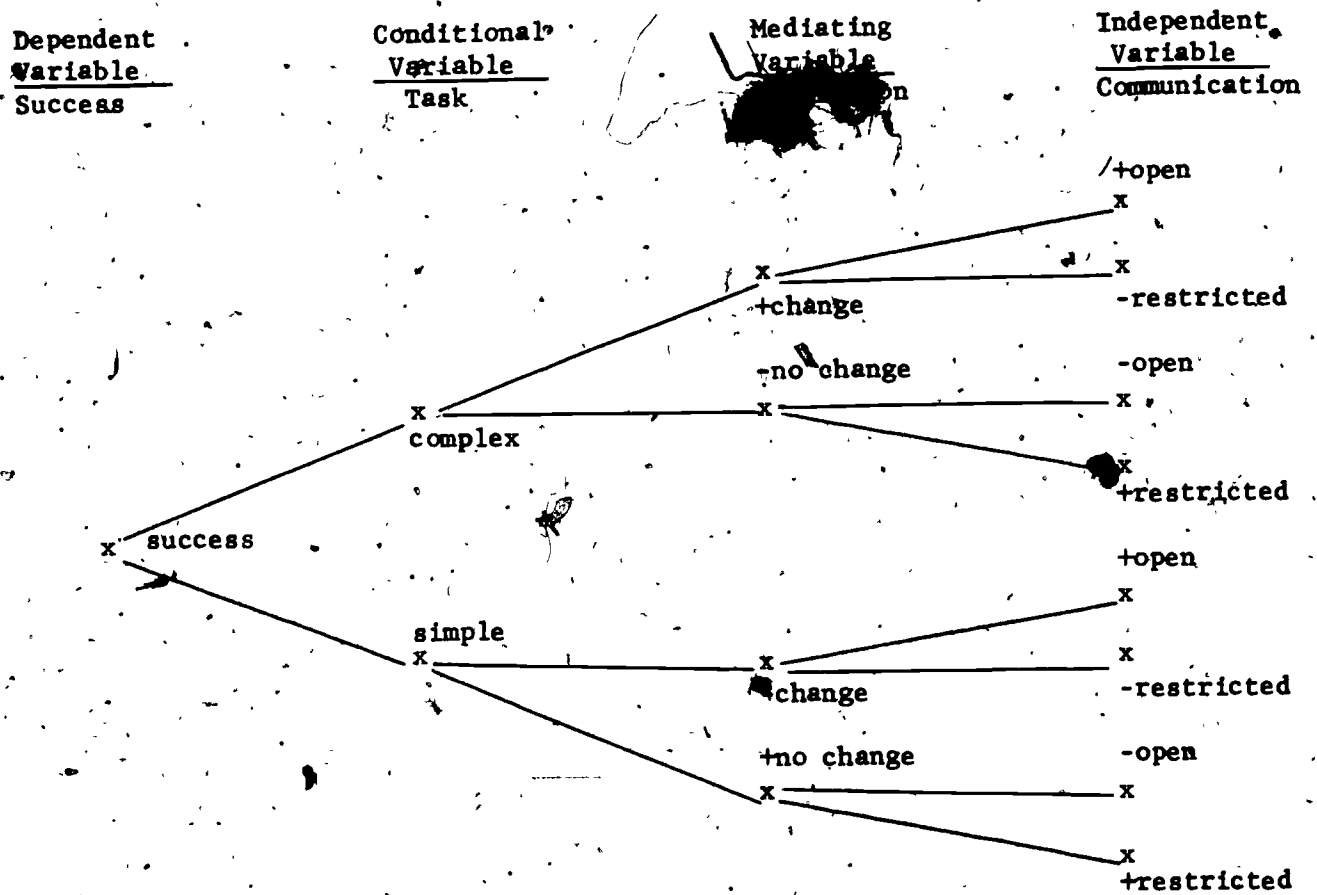 Dependent
Variable
Success
Conditional
Variable
Task
Mediating
Variable
Independent
Variable
Communication
+open
-restricted
+change
-no change
-open
complex
+restricted
success
+open
simple
-restricted
change
+no change
-open
+restricted